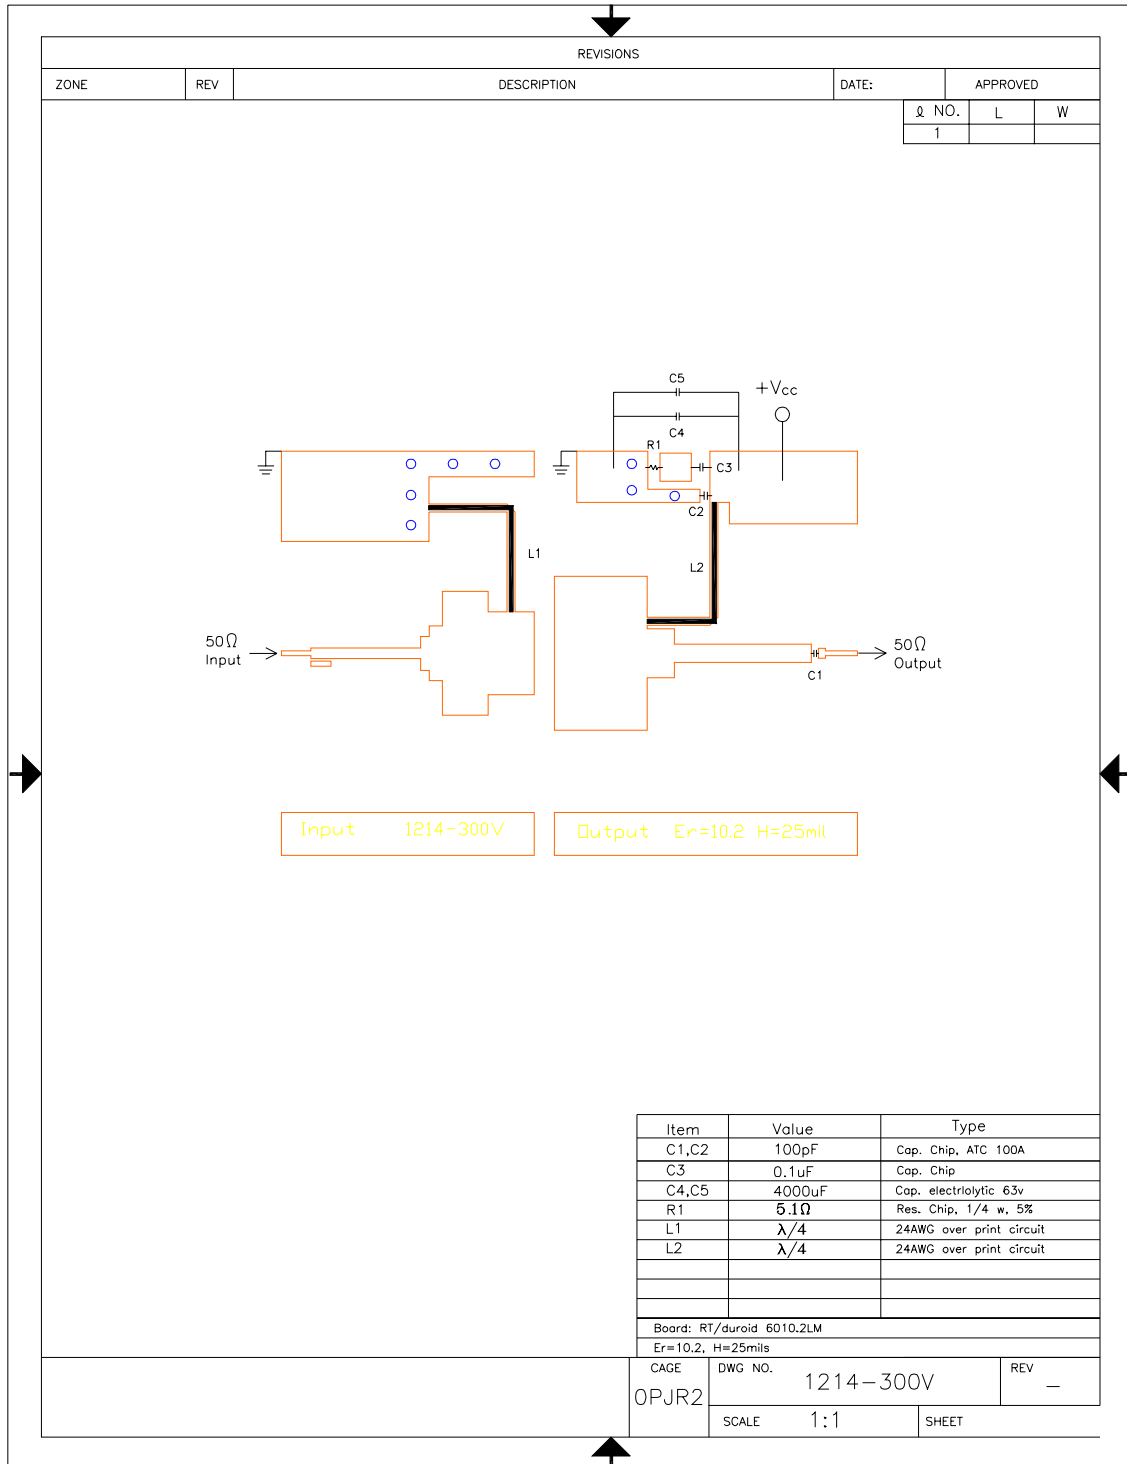 REVISIONS
ZONE REV DESCRIPTION DATE: APPROVED
ℓ NO. L W
1
C5
+Vcc
C4
R1
C3
C2
L1
L2
50Ω
Input
50Ω
Output
C1
Input 1214-300V
Output Er=10.2 H=25mil
Item Value Type
C1,C2 100pF Cap. Chip, ATC 100A
C3 0.1uF Cap. Chip
C4,C5 4000uF Cap. electrlolytic 63v
R1 5.1Ω Res. Chip, 1/4 w, 5%
L1 λ/4 24AWG over print circuit
L2 λ/4 24AWG over print circuit
Board: RT/duroid 6010.2LM
Er=10.2, H=25mils
CAGE DWG NO. REV
0PJR2 1214-300V –
SCALE 1:1 SHEET